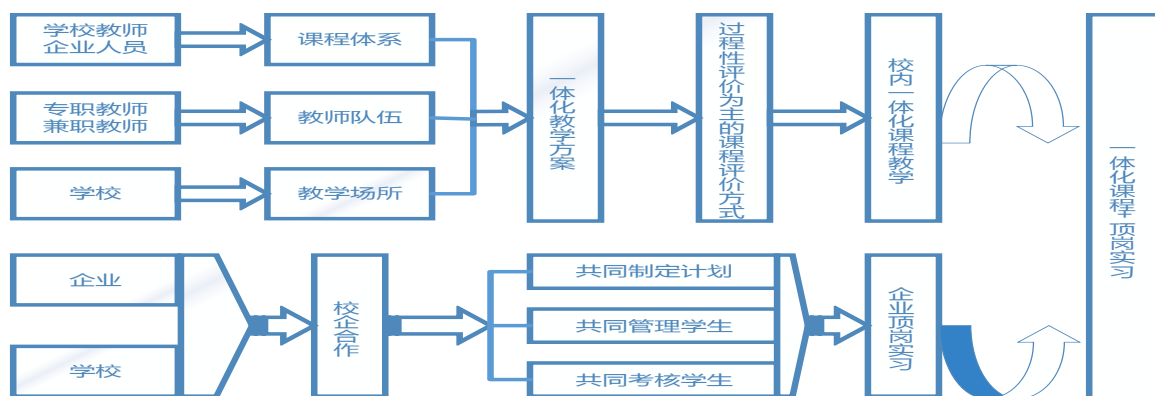 学校教师
企业人员
课程体系
专职教师
兼职教师
教师队伍
学校
教学场所
一体化教学方案
过程性评价为主的课程评价方式
校内一体化课程教学
企业
学校
校企合作
共同制定计划
共同管理学生
共同考核学生
企业顶岗实习
一体化课程+顶岗实习